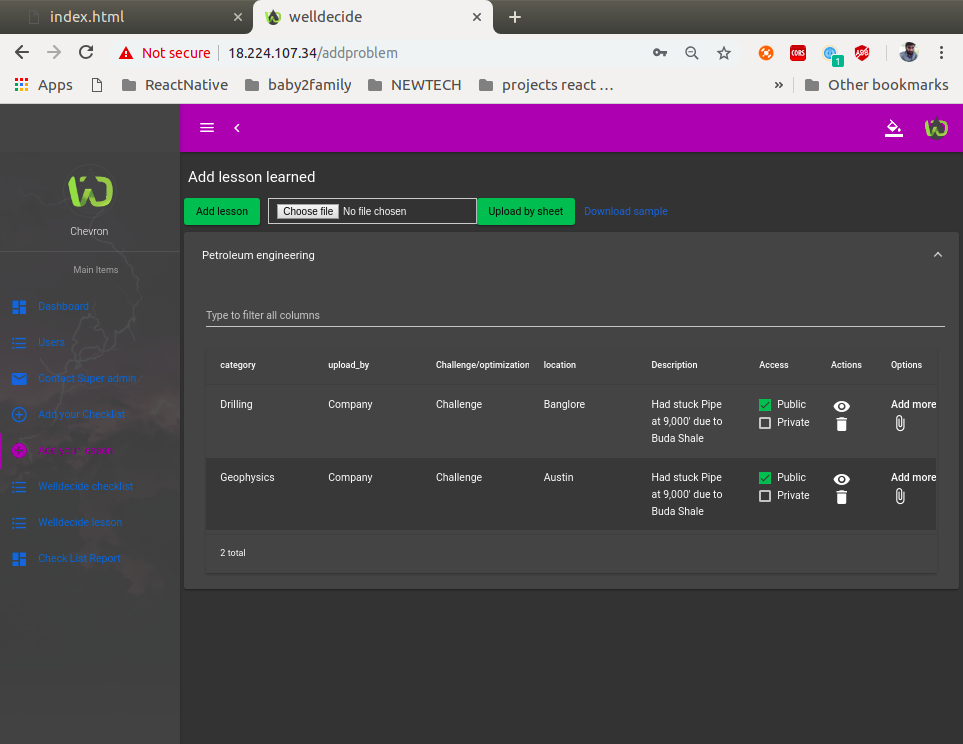 index.html
welldecide
Not secure
18.224.107.34/addproblem
CORS
1
ABP
Apps
ReactNative
baby2family
NEWTECH
projects react ...
»
Other bookmarks
Chevron
Main Items
Dashboard
Users
Contact Super admin
Add your Checklist
Welldecide checklist
Welldecide lesson
Check List Report
Add lesson learned
Add lesson
Choose file No file chosen
Upload by sheet
Download sample
Petroleum engineering
Type to filter all columns
category upload_by Challenge/optimization location Description Access Actions Options
Drilling Company Challenge Banglore Had stuck Pipe Public Add more
at 9,000' due to Private
Buda Shale
Geophysics Company Challenge Austin Had stuck Pipe Public Add more
at 9,000' due to Private
Buda Shale
2 total